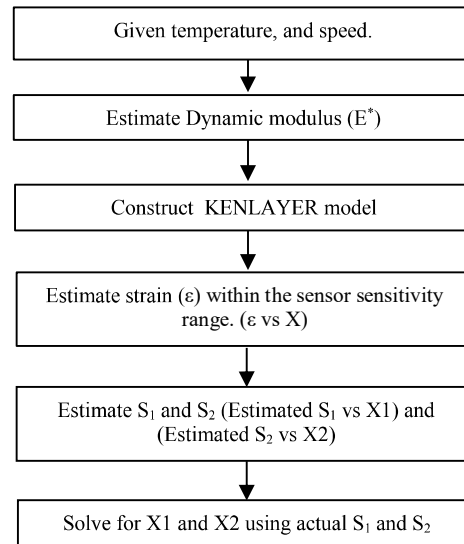 Given temperature, and speed.
Estimate Dynamic modulus (E*)
Construct KENLAYER model
Estimate strain (ε) within the sensor sensitivity
range. (ε vs X)
Estimate S₁ and S₂ (Estimated S₁ vs X1) and
(Estimated S₂ vs X2)
Solve for X1 and X2 using actual S₁ and S₂